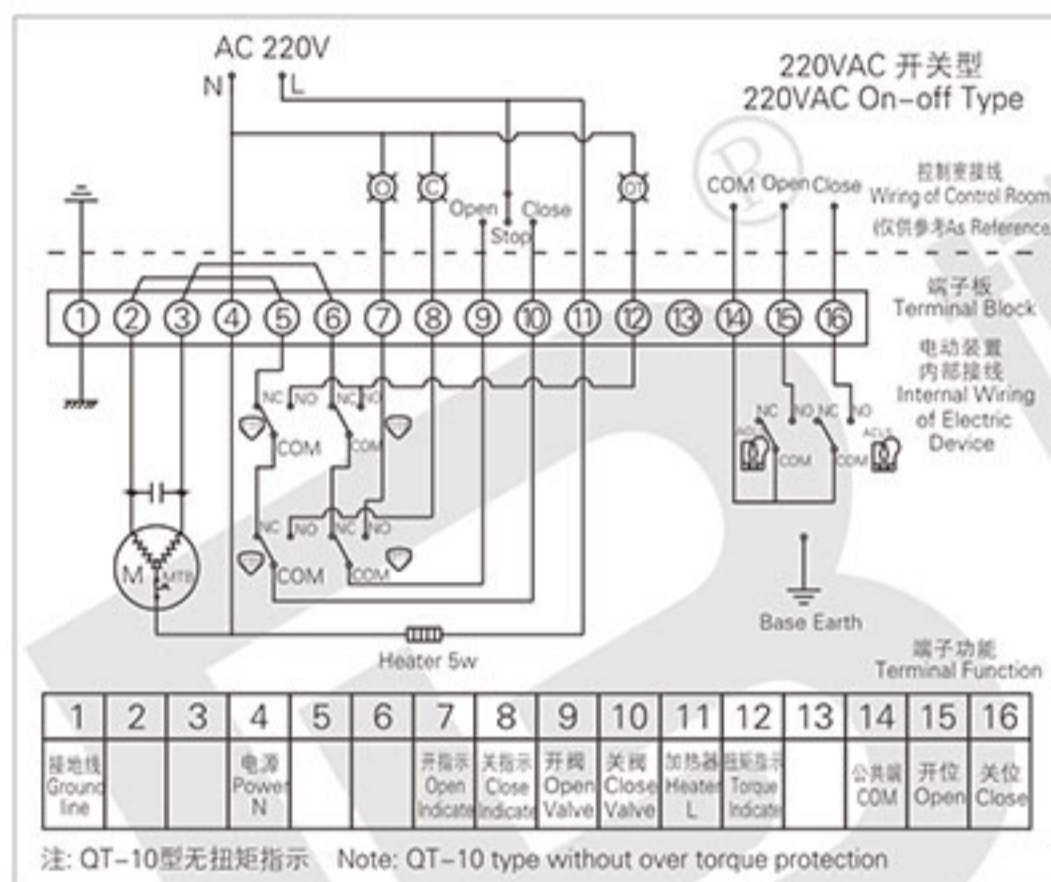 AC 220V
N
L
220VAC 开关型
220VAC On-off Type
®
O
C
OT
Open
Stop
Close
COM Open Close
控制室接线
Wiring of Control Room
(仅供参考As Reference
1 2 3 4 5 6 7 8 9 10 11 12 13 14 15 16
端子板
Terminal Block
电动装置
内部接线
Internal Wiring
of Electric
Device
NC NO NC NO
COM COM
NC NO NC NO
ACLS
COM COM
NC NO NC NO
COM COM
M MTB
Heater 5w
Base Earth
端子功能
Terminal Function
1 2 3 4 5 6 7 8 9 10 11 12 13 14 15 16
接地线
Ground
line
电源
Power
N
开指示
Open
Indicate
关指示
Close
Indicate
开阀
Open
Valve
关阀
Close
Valve
加热器
Heater
L
扭矩指示
Torque
Indicate
公共端
COM
开位
Open
关位
Close
注: QT-10型无扭矩指示 Note: QT-10 type without over torque protection